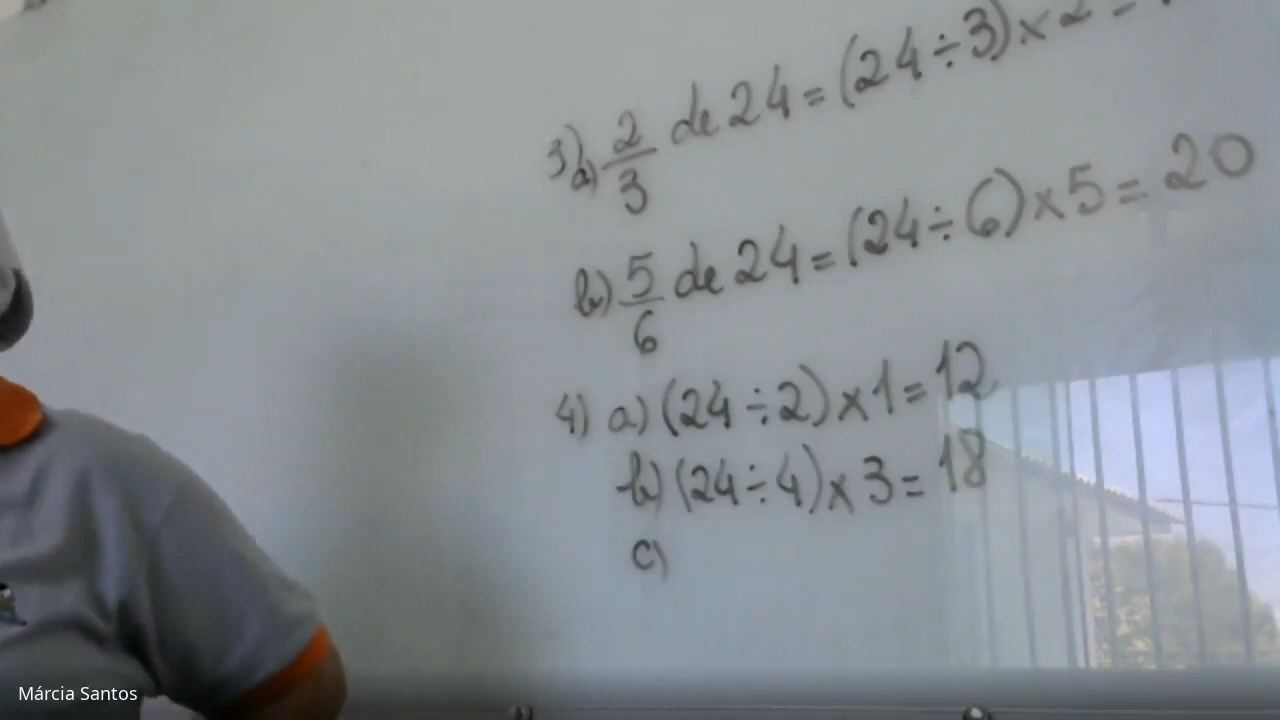 3) a) 2/3 de 24 = (24 ÷ 3) × 2 =
b) 5/6 de 24 = (24 ÷ 6) × 5 = 20
4) a) (24 ÷ 2) × 1 = 12
b) (24 ÷ 4) × 3 = 18
c)
Márcia Santos